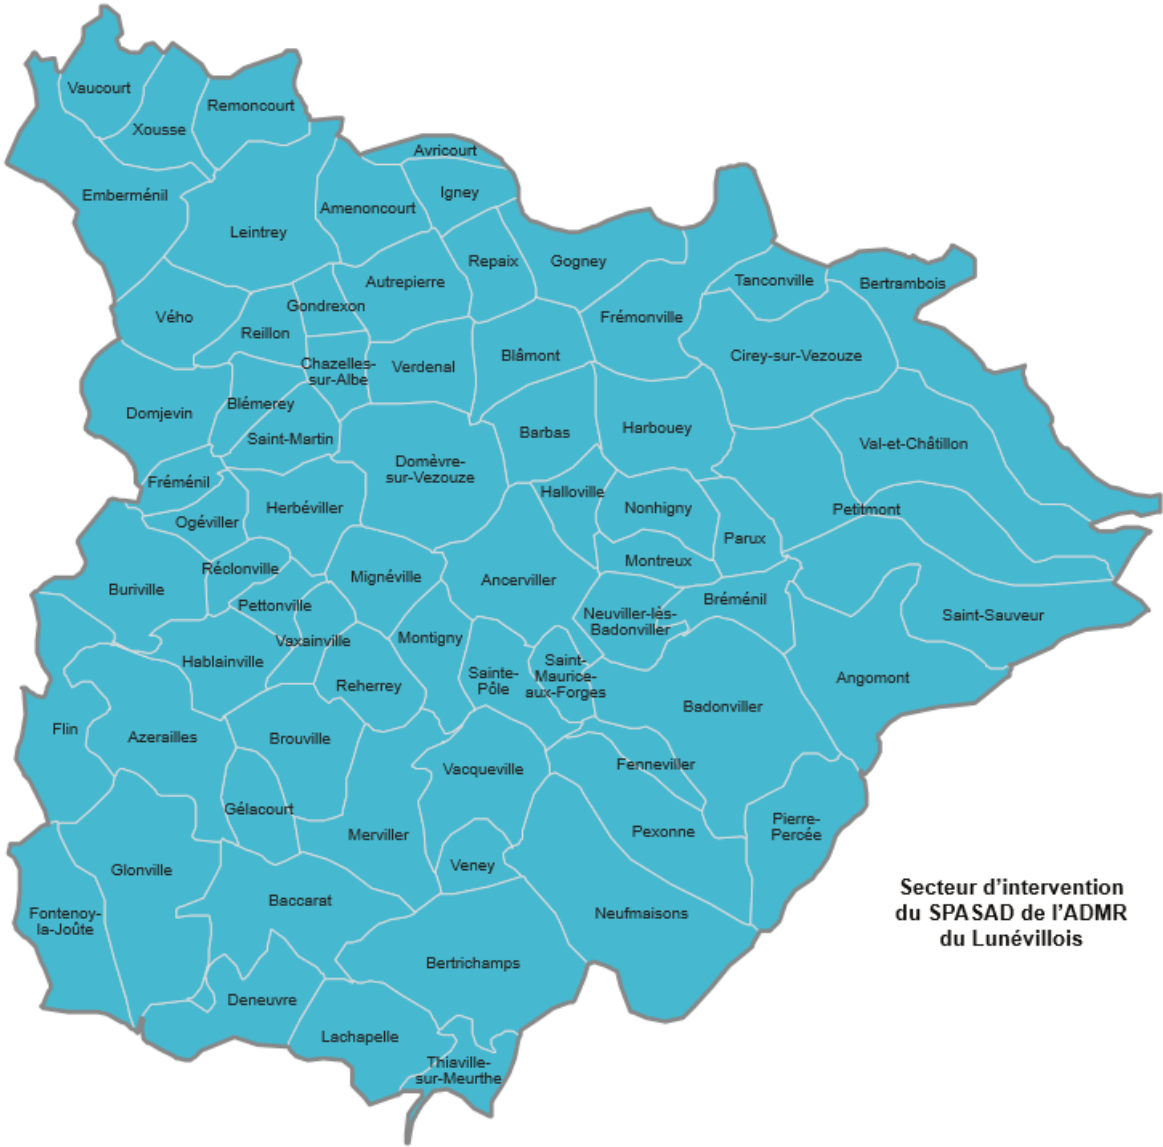 Vaucourt
Remoncourt
Xousse
Avricourt
Emberménil
Igney
Amenoncourt
Leintrey
Repaix
Gogney
Autrepierre
Tanconville
Bertrambois
Gondrexon
Vého
Frémonville
Reillon
Blâmont
Cirey-sur-Vezouze
Chazelles-
sur-Albe
Verdenal
Blémerey
Domjevin
Harbouey
Barbas
Saint-Martin
Val-et-Châtillon
Domèvre-
sur-Vezouze
Fréménil
Halloville
Herbéviller
Nonhigny
Petitmont
Ogéviller
Parux
Montreux
Réclonville
Mignéville
Ancerviller
Buriville
Bréménil
Pettonville
Neuviller-lès-
Badonviller
Saint-Sauveur
Vaxainville
Montigny
Hablainville
Saint-
Maurice-
aux-Forges
Sainte-
Pôle
Angomont
Reherrey
Badonviller
Flin
Azerailles
Brouville
Fenneviller
Vacqueville
Gélacourt
Pierre-
Percée
Pexonne
Merviller
Veney
Glonville
Baccarat
Fontenoy-
la-Joûte
Neufmaisons
Bertrichamps
Deneuvre
Lachapelle
Thiaville-
sur-Meurthe
Secteur d'intervention
du SPASAD de l'ADMR
du Lunévillois